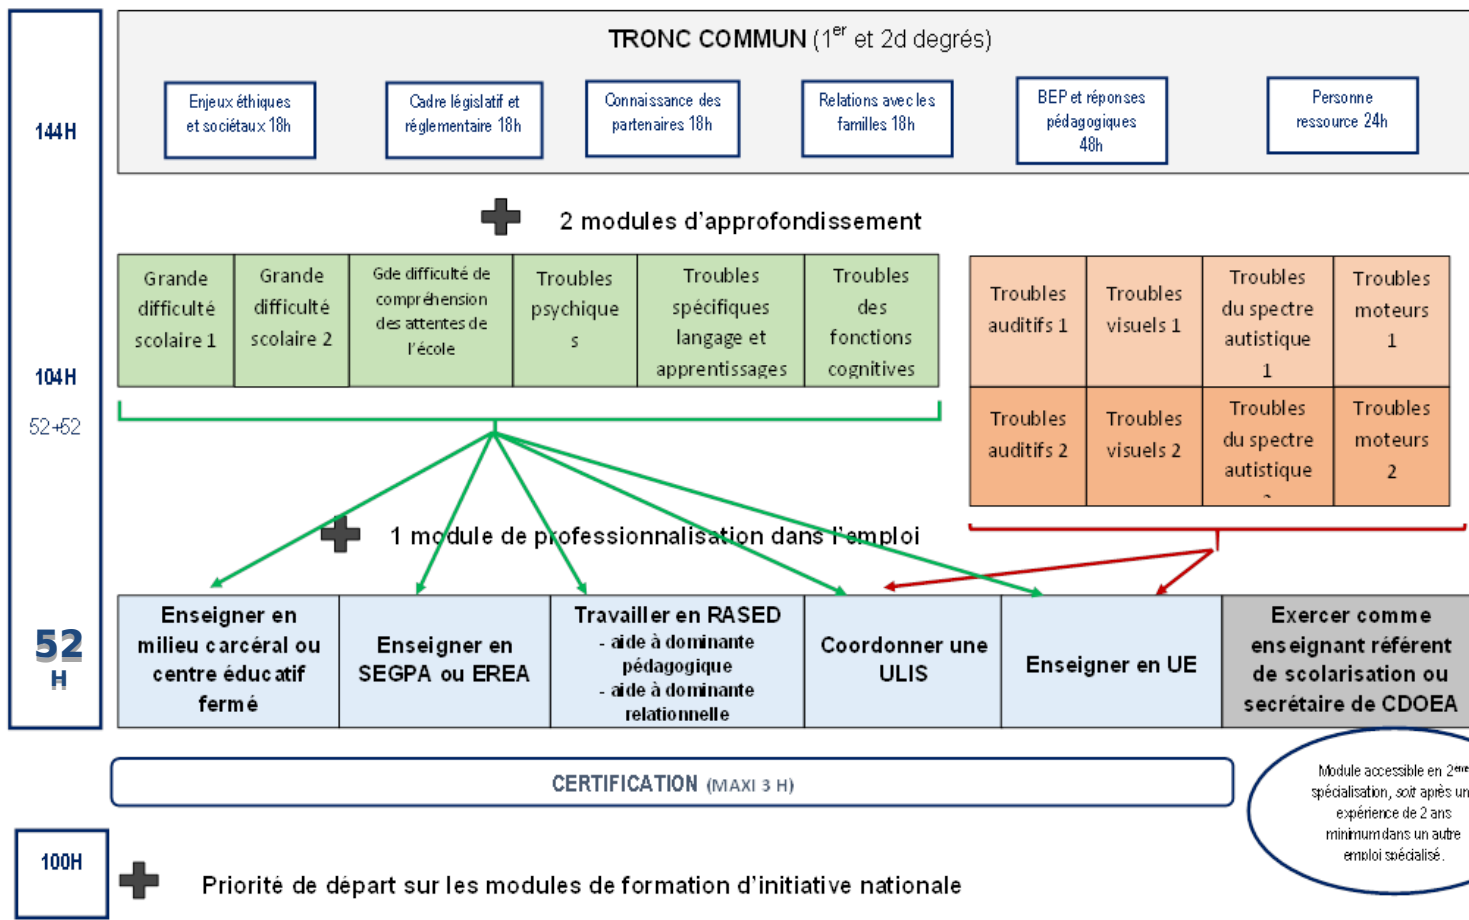 TRONC COMMUN (1er et 2d degrés)
144H
Enjeux éthiques
et sociétaux 18h
Cadre législatif et
réglementaire 18h
Connaissance des
partenaires 18h
Relations avec les
familles 18h
BEP et réponses
pédagogiques
48h
Personne
ressource 24h
2 modules d'approfondissement
104H
52+52
Grande
difficulté
scolaire 1
Grande
difficulté
scolaire 2
Gde difficulté de
compréhension
des attentes de
l'école
Troubles
psychique
s
Troubles
spécifiques
langage et
apprentissages
Troubles
des
fonctions
cognitives
Troubles
auditifs 1
Troubles
visuels 1
Troubles
du spectre
autistique
1
Troubles
moteurs
1
Troubles
auditifs 2
Troubles
visuels 2
Troubles
du spectre
autistique
Troubles
moteurs
2
1 module de professionnalisation dans l'emploi
52
H
Enseigner en
milieu carcéral ou
centre éducatif
fermé
Enseigner en
SEGPA ou EREA
Travailler en RASED
- aide à dominante
pédagogique
- aide à dominante
relationnelle
Coordonner une
ULIS
Enseigner en UE
Exercer comme
enseignant référent
de scolarisation ou
secrétaire de CDOEA
CERTIFICATION (MAXI 3 H)
Module accessible en 2ème
spécialisation, soit après un
expérience de 2 ans
minimum dans un autre
emploi spécialisé.
100H
Priorité de départ sur les modules de formation d'initiative nationale